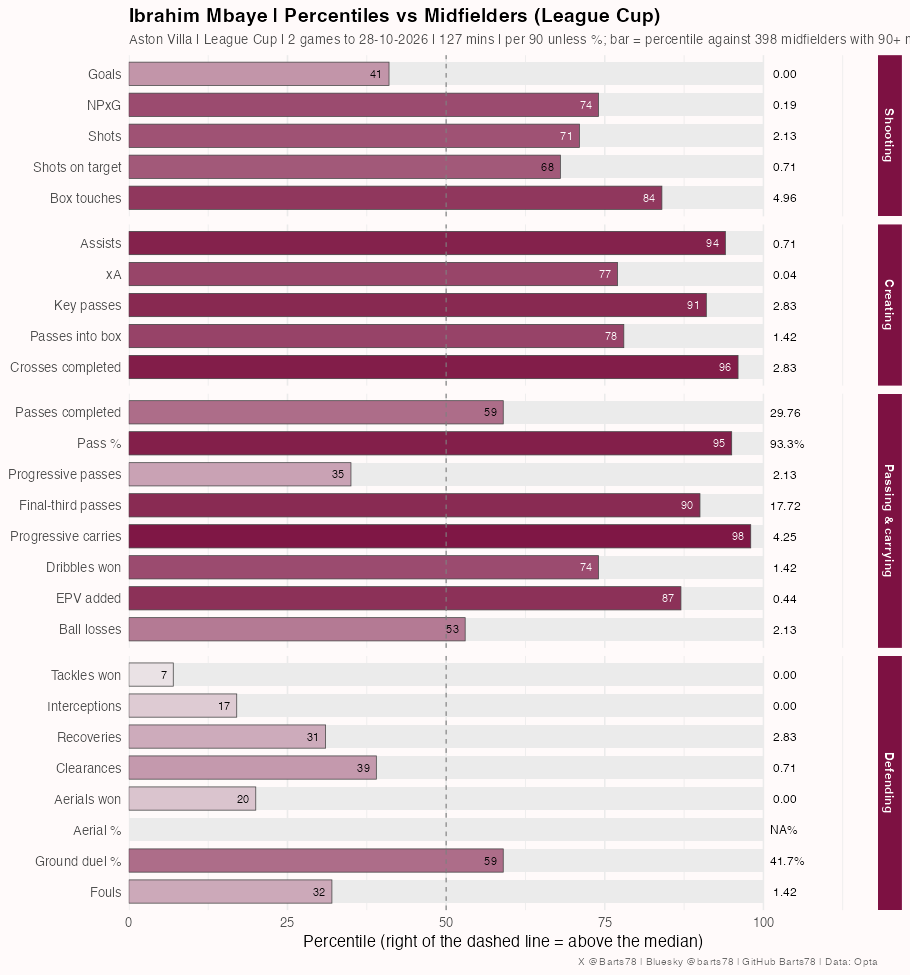 Ibrahim Mbaye | Percentiles vs Midfielders (League Cup)
Aston Villa | League Cup | 2 games to 28-10-2026 | 127 mins | per 90 unless %; bar = percentile against 398 midfielders with 90+ m
Shooting
Goals 41 0.00
NPxG 74 0.19
Shots 71 2.13
Shots on target 68 0.71
Box touches 84 4.96
Creating
Assists 94 0.71
xA 77 0.04
Key passes 91 2.83
Passes into box 78 1.42
Crosses completed 96 2.83
Passing & carrying
Passes completed 59 29.76
Pass % 95 93.3%
Progressive passes 35 2.13
Final-third passes 90 17.72
Progressive carries 98 4.25
Dribbles won 74 1.42
EPV added 87 0.44
Ball losses 53 2.13
Defending
Tackles won 7 0.00
Interceptions 17 0.00
Recoveries 31 2.83
Clearances 39 0.71
Aerials won 20 0.00
Aerial % NA%
Ground duel % 59 41.7%
Fouls 32 1.42
0 25 50 75 100
Percentile (right of the dashed line = above the median)
X @Barts78 | Bluesky @barts78 | GitHub Barts78 | Data: Opta